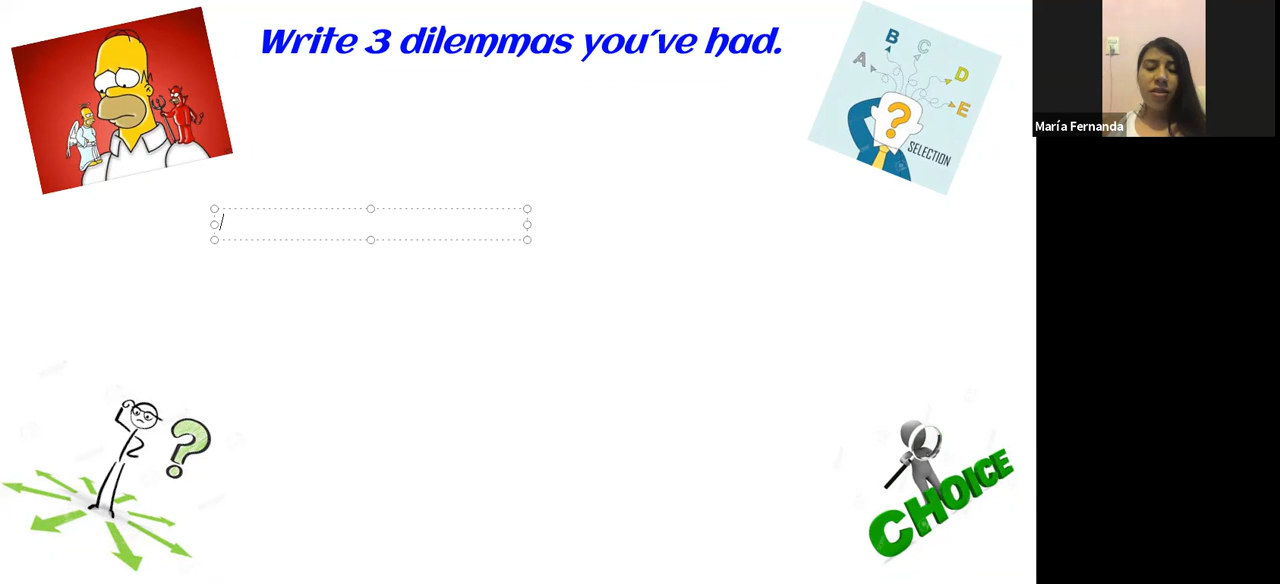 Write 3 dilemmas you´ve had.
A
B
C
D
E
?
SELECTION
María Fernanda
?
CHOICE